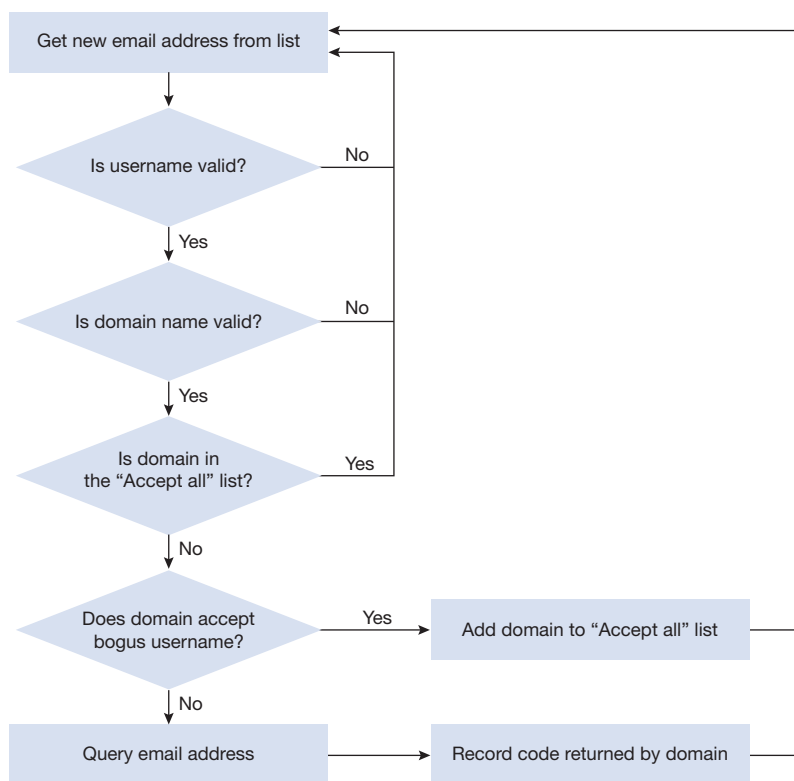 Get new email address from list
Is username valid?
No
Yes
Is domain name valid?
No
Yes
Is domain in
the “Accept all” list?
Yes
No
Does domain accept
bogus username?
Yes
Add domain to “Accept all” list
No
Query email address
Record code returned by domain